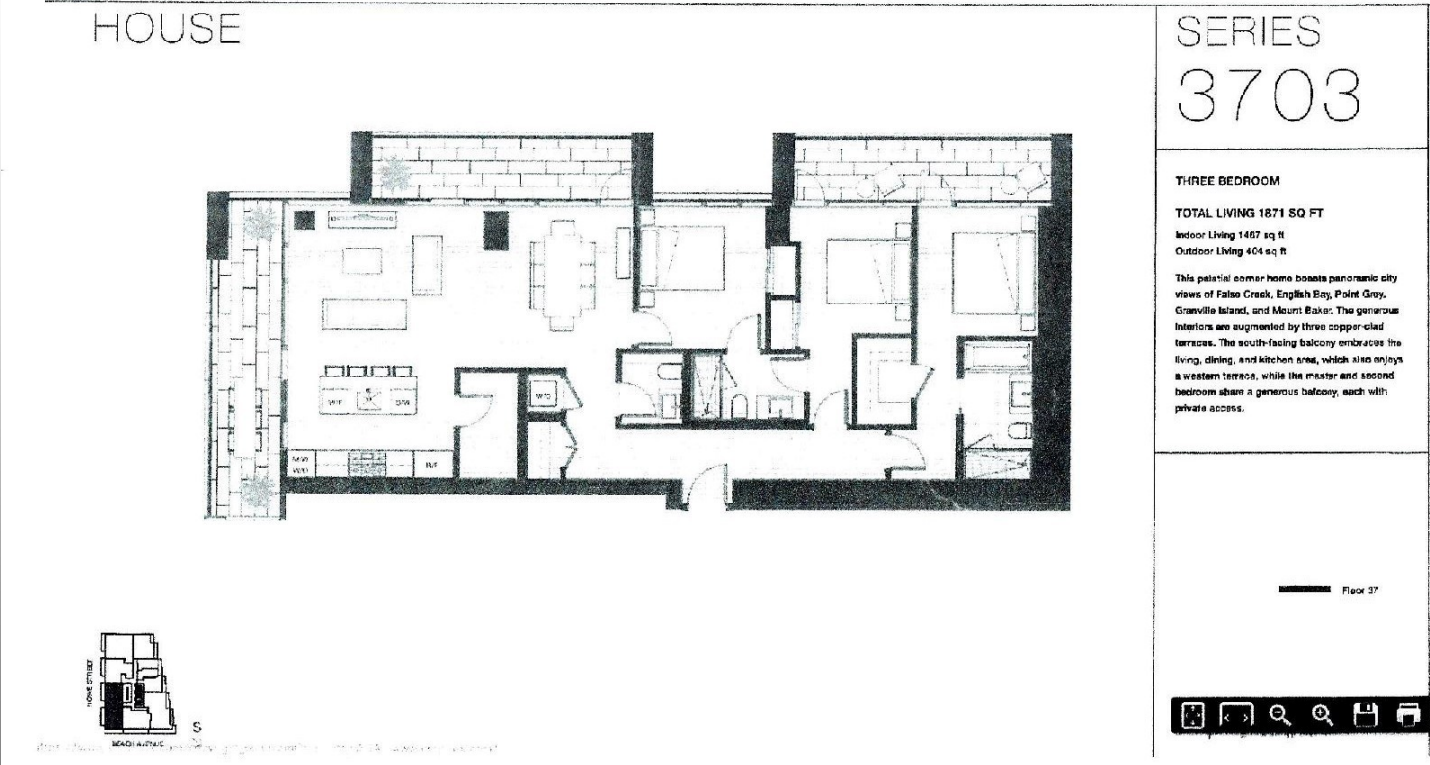 HOUSE
SERIES
3703
THREE BEDROOM
TOTAL LIVING 1871 SQ FT
Indoor Living 1467 sq ft
Outdoor Living 404 sq ft
This palatial corner home boasts panoramic city
views of False Creek, English Bay, Point Grey,
Granville Island, and Mount Baker. The generous
interiors are augmented by three copper-clad
terraces. The south-facing balcony embraces the
living, dining, and kitchen area, which also enjoys
a western terrace, while the master and second
bedroom share a generous balcony, each with
private access.
W/D
W/F
D/W
M/W
W/O
R/F
Floor 37
HOWE STREET
BEACH AVENUE
S